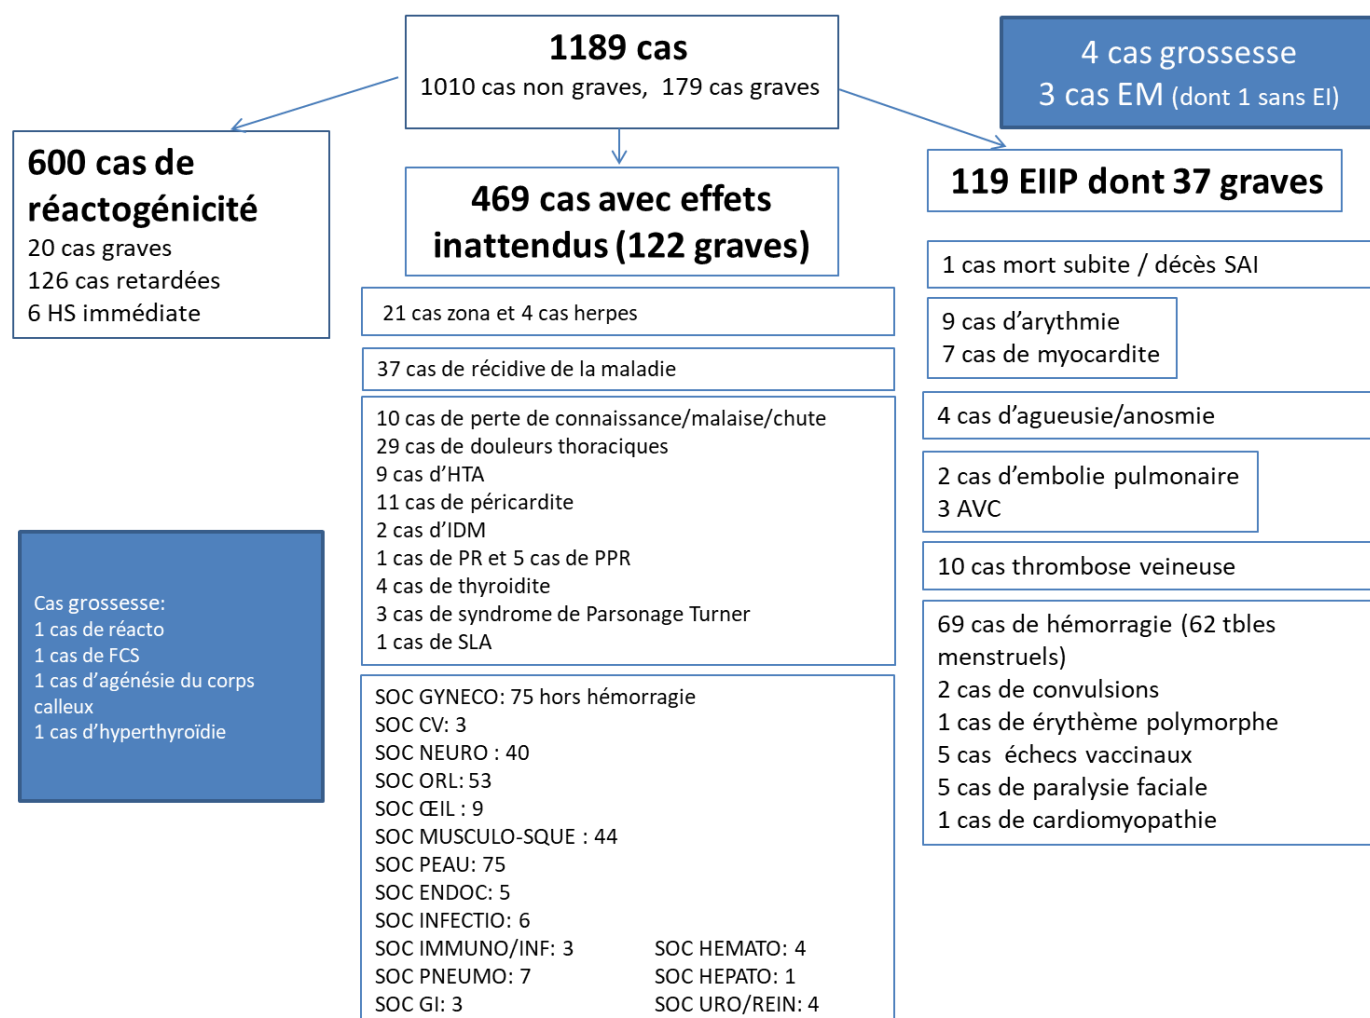 1189 cas
1010 cas non graves, 179 cas graves
4 cas grossesse
3 cas EM (dont 1 sans EI)
600 cas de
réactogénicité
20 cas graves
126 cas retardées
6 HS immédiate
469 cas avec effets
inattendus (122 graves)
119 EIIP dont 37 graves
21 cas zona et 4 cas herpes
37 cas de récidive de la maladie
10 cas de perte de connaissance/malaise/chute
29 cas de douleurs thoraciques
9 cas d'HTA
11 cas de péricardite
2 cas d'IDM
1 cas de PR et 5 cas de PPR
4 cas de thyroidite
3 cas de syndrome de Parsonage Turner
1 cas de SLA
SOC GYNECO: 75 hors hémorragie
SOC CV: 3
SOC NEURO : 40
SOC ORL: 53
SOC ŒIL : 9
SOC MUSCULO-SQUE : 44
SOC PEAU: 75
SOC ENDOC: 5
SOC INFECTIO: 6
SOC IMMUNO/INF: 3 SOC HEMATO: 4
SOC PNEUMO: 7 SOC HEPATO: 1
SOC GI: 3 SOC URO/REIN: 4
1 cas mort subite / décès SAI
9 cas d'arythmie
7 cas de myocardite
4 cas d'agueusie/anosmie
2 cas d'embolie pulmonaire
3 AVC
10 cas thrombose veineuse
69 cas de hémorragie (62 tbles
menstruels)
2 cas de convulsions
1 cas de érythème polymorphe
5 cas échecs vaccinaux
5 cas de paralysie faciale
1 cas de cardiomyopathie
Cas grossesse:
1 cas de réacto
1 cas de FCS
1 cas d'agénésie du corps
calleux
1 cas d'hyperthyroïdie